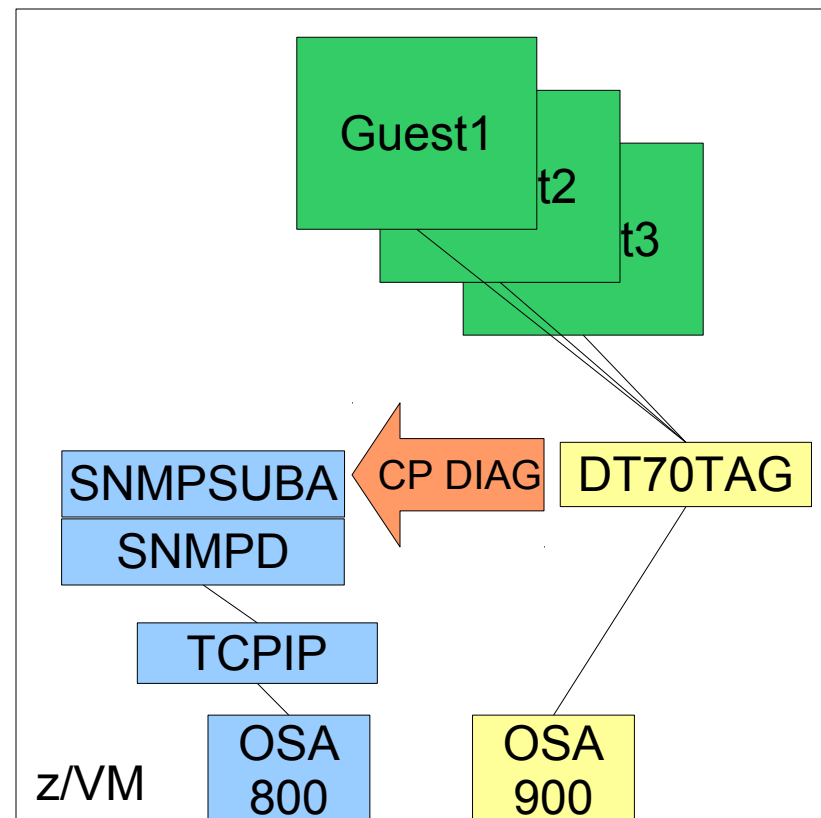 Guest1
t2
t3
CP DIAG
DT70TAG
SNMPSUBA
SNMPD
TCPIP
OSA
800
OSA
900
z/VM